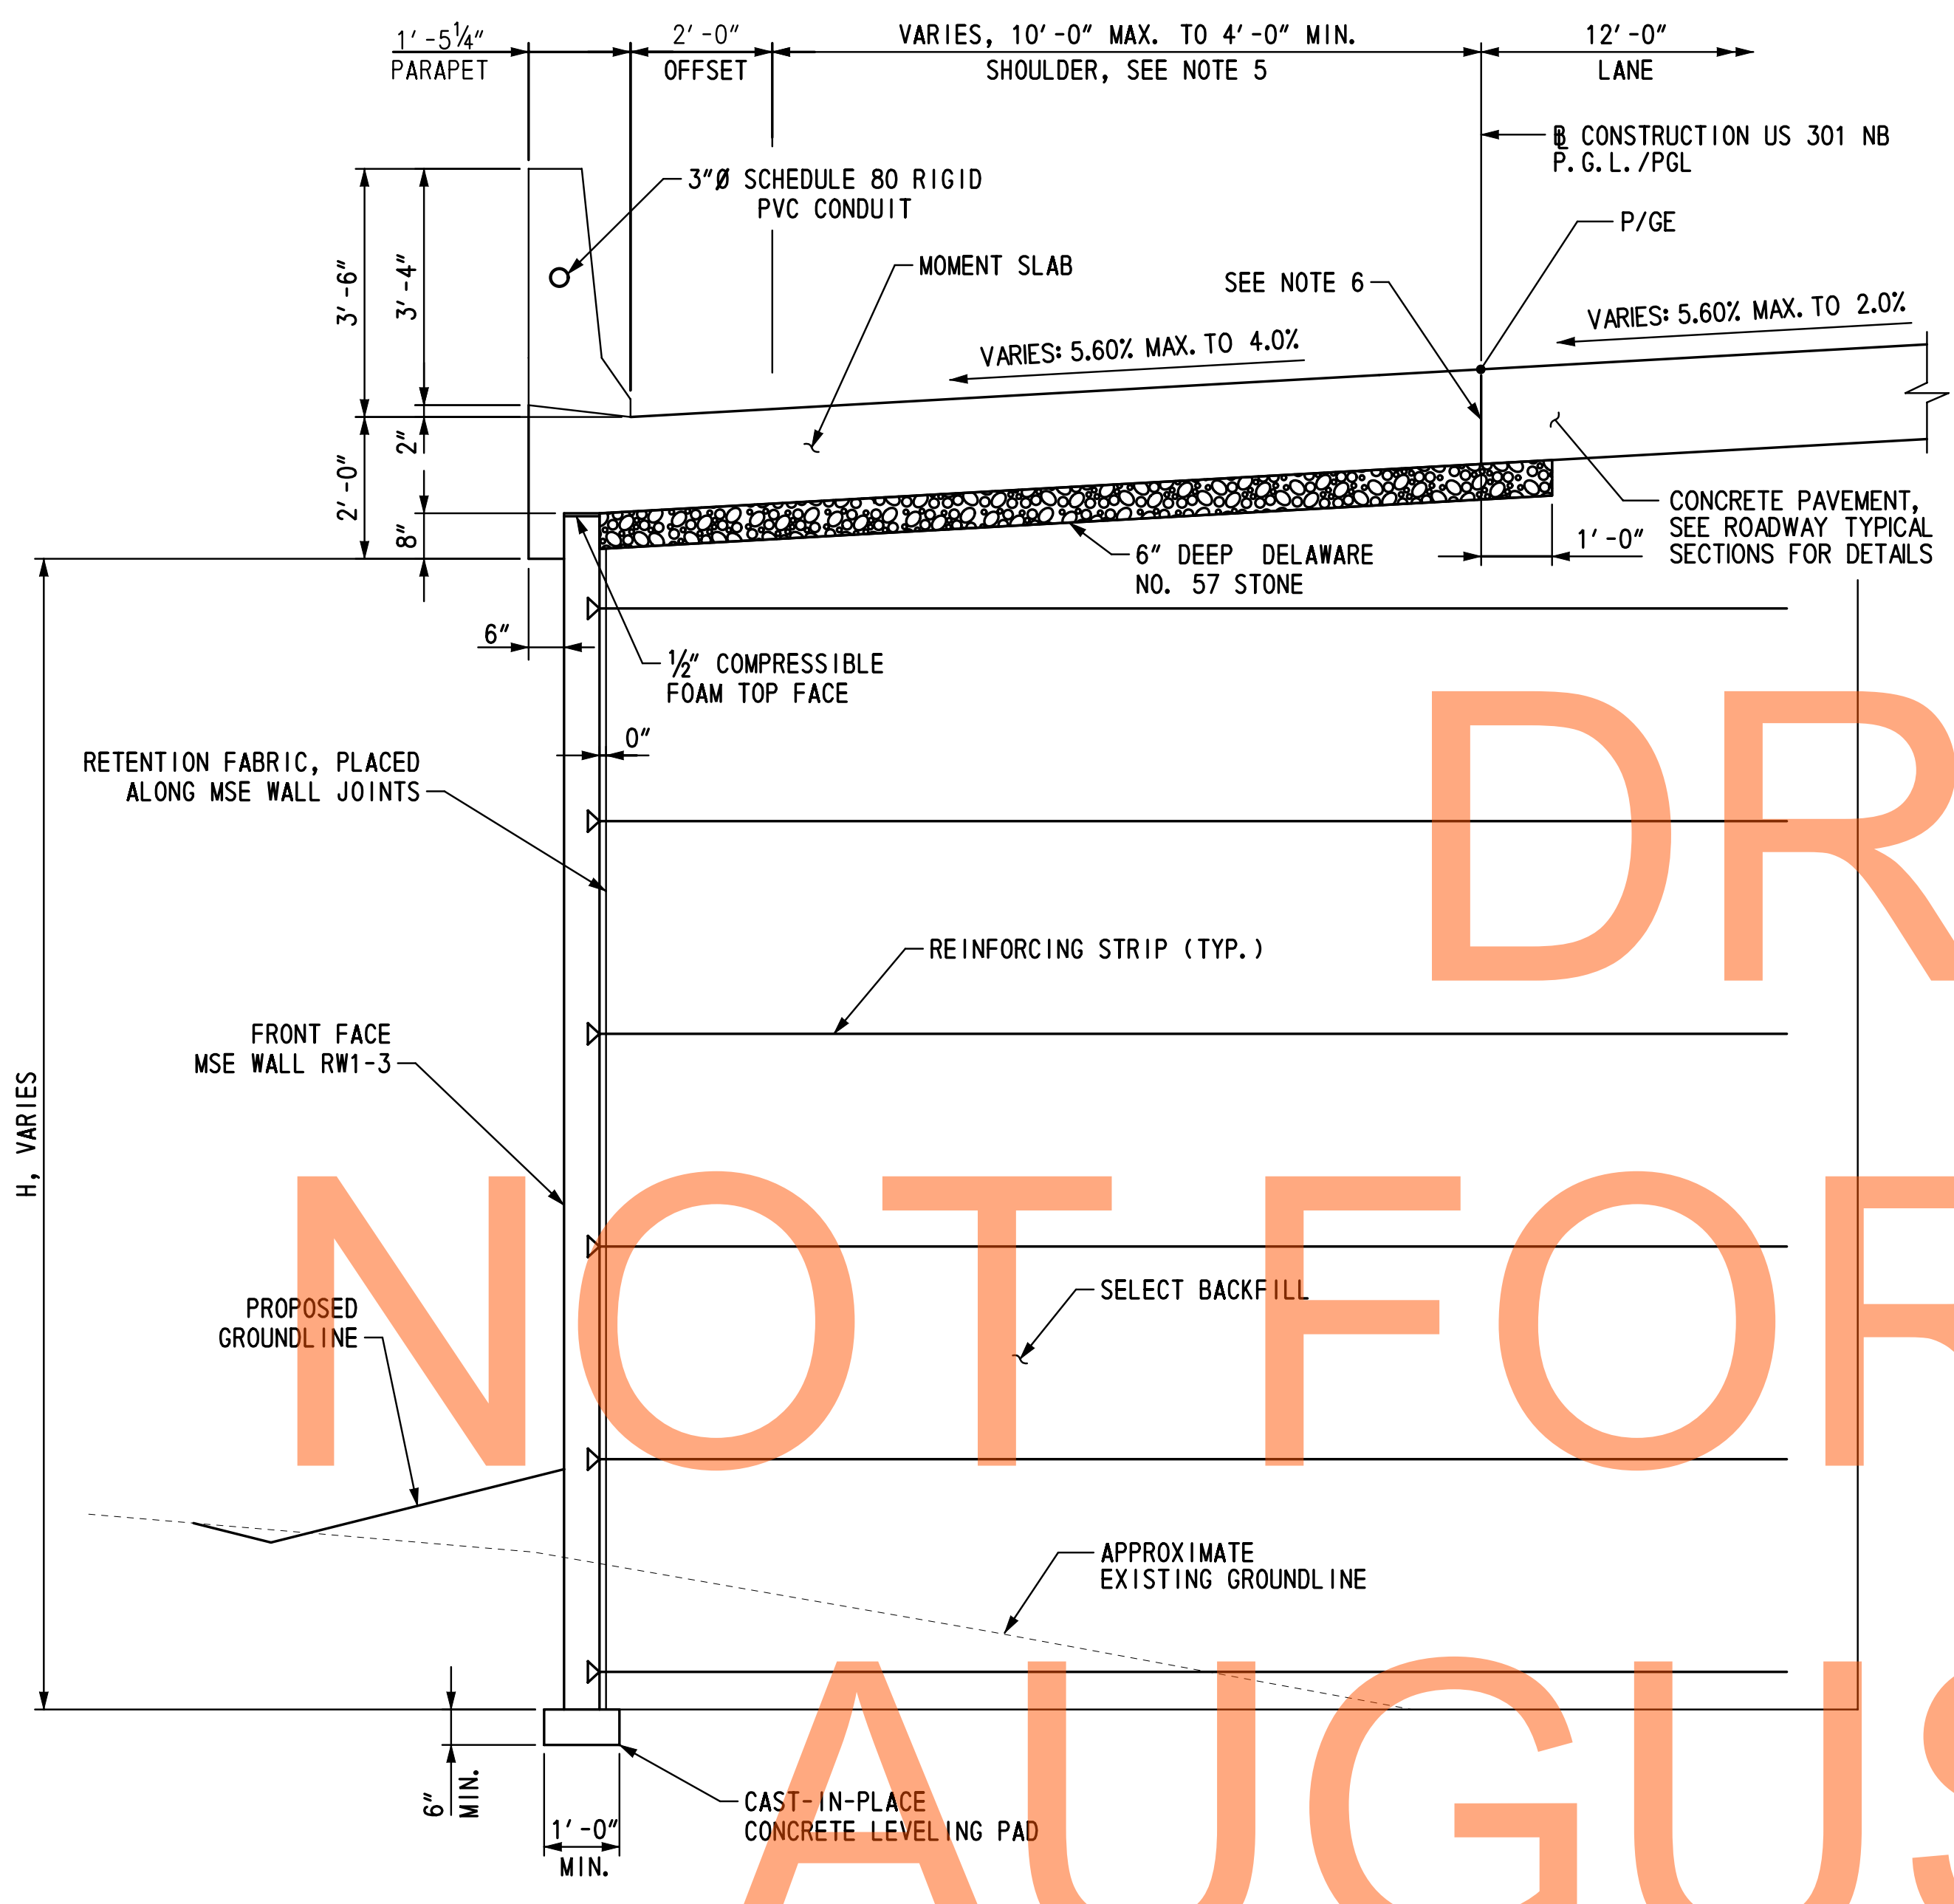 1'-5¼"
PARAPET
2'-0"
OFFSET
VARIES, 10'-0" MAX. TO 4'-0" MIN.
SHOULDER, SEE NOTE 5
12'-0"
LANE
℄ CONSTRUCTION US 301 NB
P.G.L./PGL
3"Ø SCHEDULE 80 RIGID
PVC CONDUIT
P/GE
MOMENT SLAB
SEE NOTE 6
VARIES: 5.60% MAX. TO 4.0%
VARIES: 5.60% MAX. TO 2.0%
3'-6"
3'-4"
2"
2'-0"
8"
CONCRETE PAVEMENT,
SEE ROADWAY TYPICAL
SECTIONS FOR DETAILS
1'-0"
6" DEEP DELAWARE
NO. 57 STONE
6"
½" COMPRESSIBLE
FOAM TOP FACE
0"
RETENTION FABRIC, PLACED
ALONG MSE WALL JOINTS
DR
REINFORCING STRIP (TYP.)
FRONT FACE
MSE WALL RW1-3
H, VARIES
NOT FOR
SELECT BACKFILL
PROPOSED
GROUNDLINE
APPROXIMATE
EXISTING GROUNDLINE
6"
MIN.
1'-0"
MIN.
CAST-IN-PLACE
CONCRETE LEVELING PAD
AUGUS